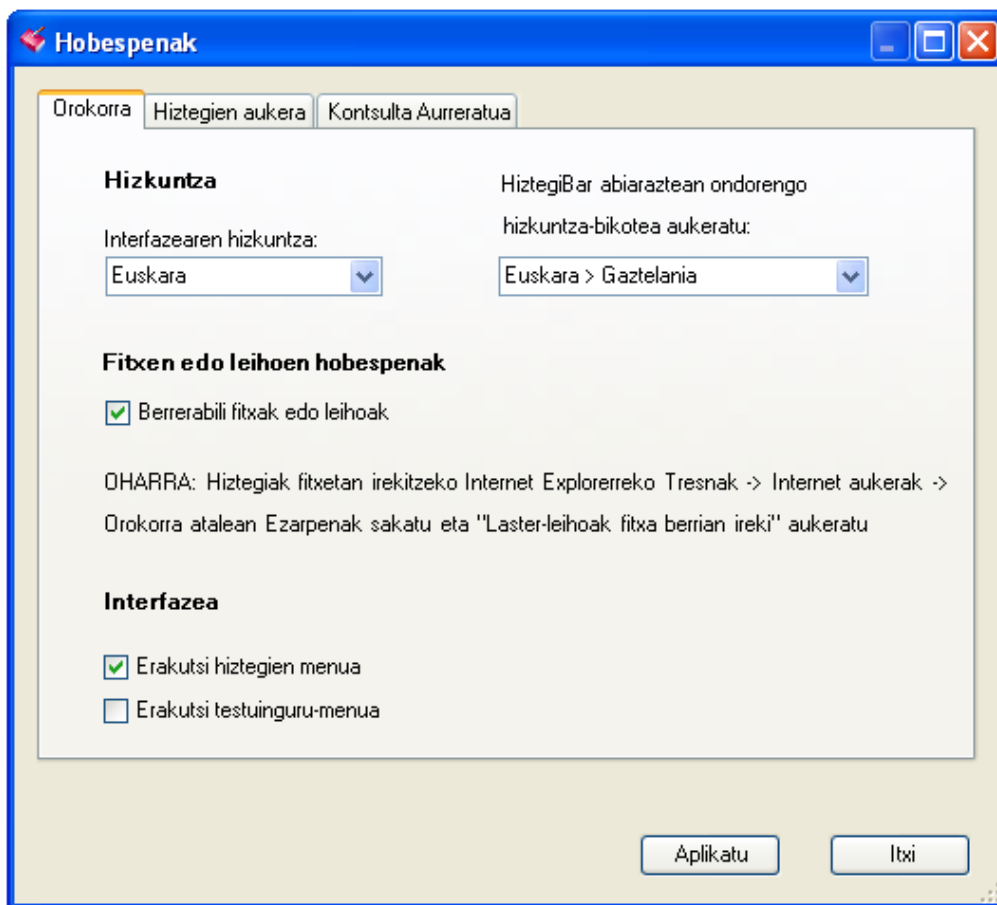 Hobespenak
Orokorra
Hiztegien aukera
Kontsulta Aurreratua
Hizkuntza
Interfazearen hizkuntza:
Euskara
HiztegiBar abiaraztean ondorengo
hizkuntza-bikotea aukeratu:
Euskara > Gaztelania
Fitxen edo leihoen hobespenak
Berrerabili fitxak edo leihoak
OHARRA: Hiztegiak fitxetan irekitzeko Internet Explorerreko Tresnak -> Internet aukerak ->
Orokorra atalean Ezarpenak sakatu eta "Laster-leihoak fitxa berrian ireki" aukeratu
Interfazea
Erakutsi hiztegien menua
Erakutsi testuinguru-menua
Aplikatu
Itxi